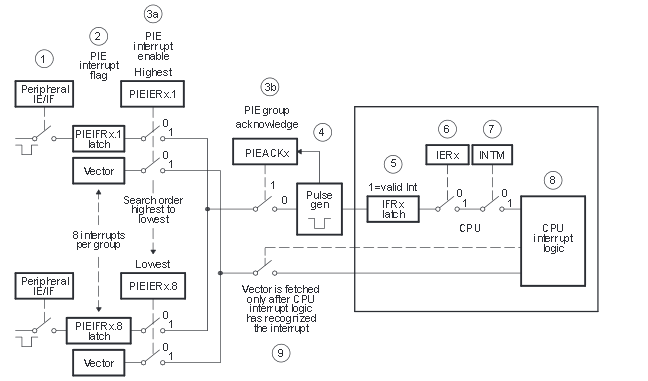 3a
2
PIE
interrupt
enable
1
PIE
interrupt
flag
Highest
3b
Peripheral
IE/IF
PIEIERx.1
PIE group
acknowledge
4
0
1
PIEIFRx.1
latch
6
7
PIEACKx
5
IERx
INTM
8
0
1
Vector
1
0
1=valid Int
0
1
0
1
Search order
highest to
lowest
Pulse
gen
IFRx
latch
CPU
CPU
interrupt
logic
8 interrupts
per group
Lowest
Peripheral
IE/IF
PIEIERx.8
Vector is fetched
only after CPU
interrupt logic
has recognized
the interrupt
0
1
PIEIFRx.8
latch
9
0
1
Vector